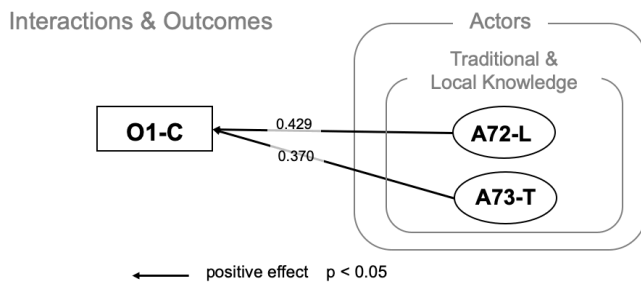 Interactions & Outcomes
Actors
Traditional &
Local Knowledge
O1-C
0.429
A72-L
0.370
A73-T
positive effect p < 0.05